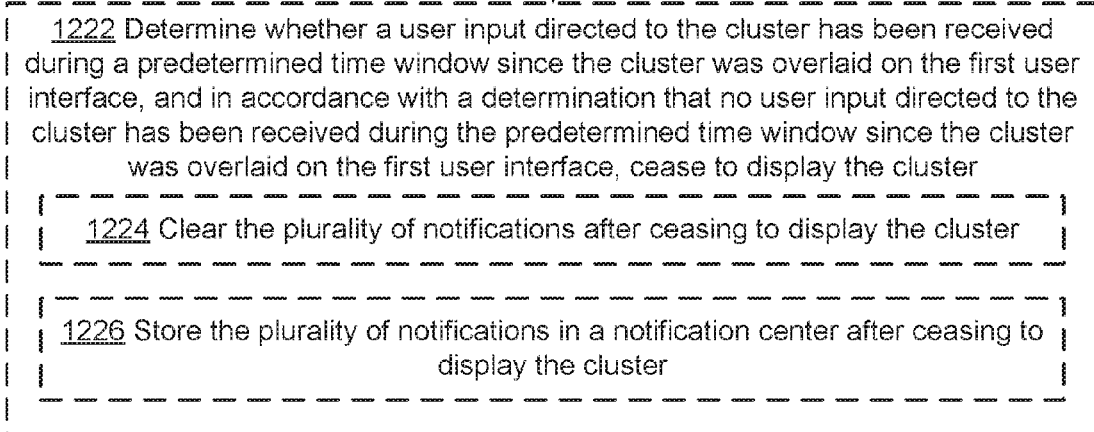 1222 Determine whether a user input directed to the cluster has been received
during a predetermined time window since the cluster was overlaid on the first user
interface, and in accordance with a determination that no user input directed to the
cluster has been received during the predetermined time window since the cluster
was overlaid on the first user interface, cease to display the cluster
1224 Clear the plurality of notifications after ceasing to display the cluster
1226 Store the plurality of notifications in a notification center after ceasing to
display the cluster